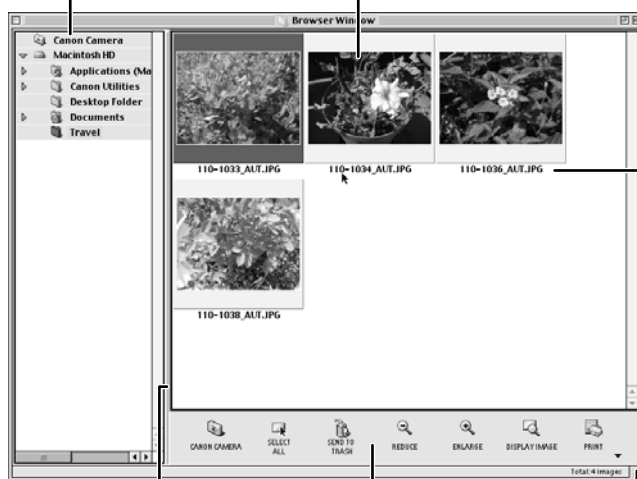 Browser Window
Canon Camera
Macintosh HD
Applications (Ma
Canon Utilities
Desktop Folder
Documents
Travel
110-1033_AUT.JPG
110-1034_AUT.JPG
110-1036_AUT.JPG
110-1038_AUT.JPG
CANON CAMERA
SELECT
ALL
SEND TO
TRASH
REDUCE
ENLARGE
DISPLAY IMAGE
PRINT
Total:4 images